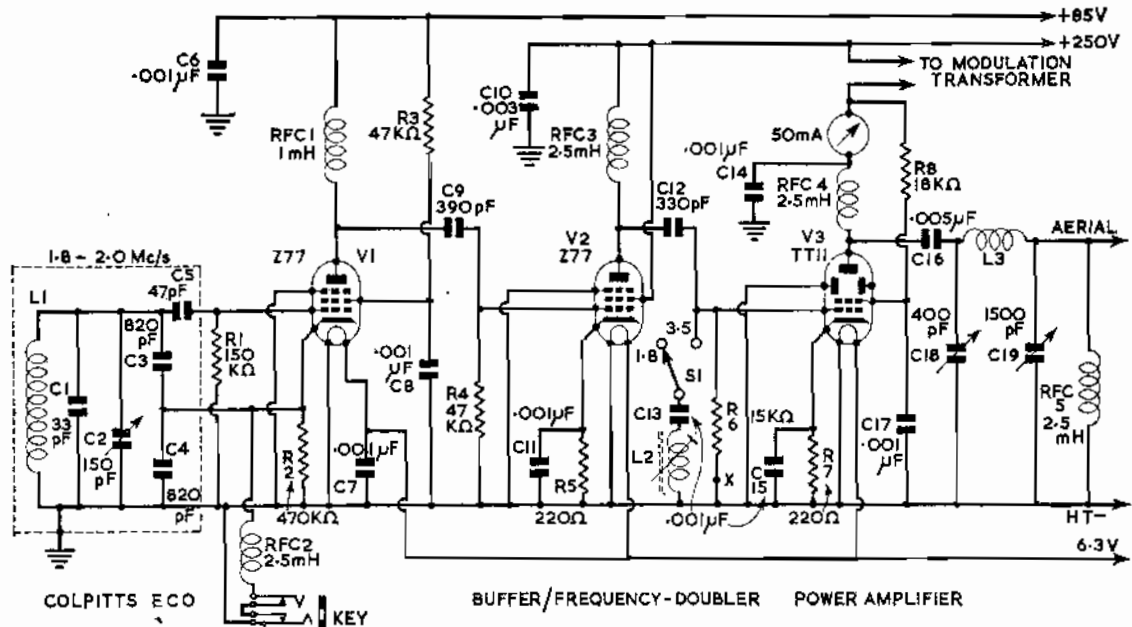 +85V
+250V
TO MODULATION
TRANSFORMER
C6
·001μF
RFC1
1mH
R3
47KΩ
C10
·003
μF
RFC3
2·5mH
50mA
·001μF
C14
RFC4
2·5mH
R8
18KΩ
C9
390pF
C12
330pF
·005μF
C16
L3
AERIAL
1·8 – 2·0 Mc/s
Z77
V1
V2
Z77
V3
TT11
L1
C5
47pF
820
pF
C3
R1
150
KΩ
C1
33
pF
C2
150
pF
C4
820
pF
R2
470KΩ
·001μF
C7
·001
μF
C8
R4
47
KΩ
·001μF
C11
R5
220Ω
1·8
3·5
S1
C13
L2
R
6
X
·001μF
15KΩ
C
15
R
7
220Ω
C17
·001
μF
400
pF
C18
1500
pF
C19
RFC
5
2·5
mH
HT–
6·3V
RFC2
2·5mH
KEY
COLPITTS ECO
BUFFER/FREQUENCY-DOUBLER
POWER AMPLIFIER